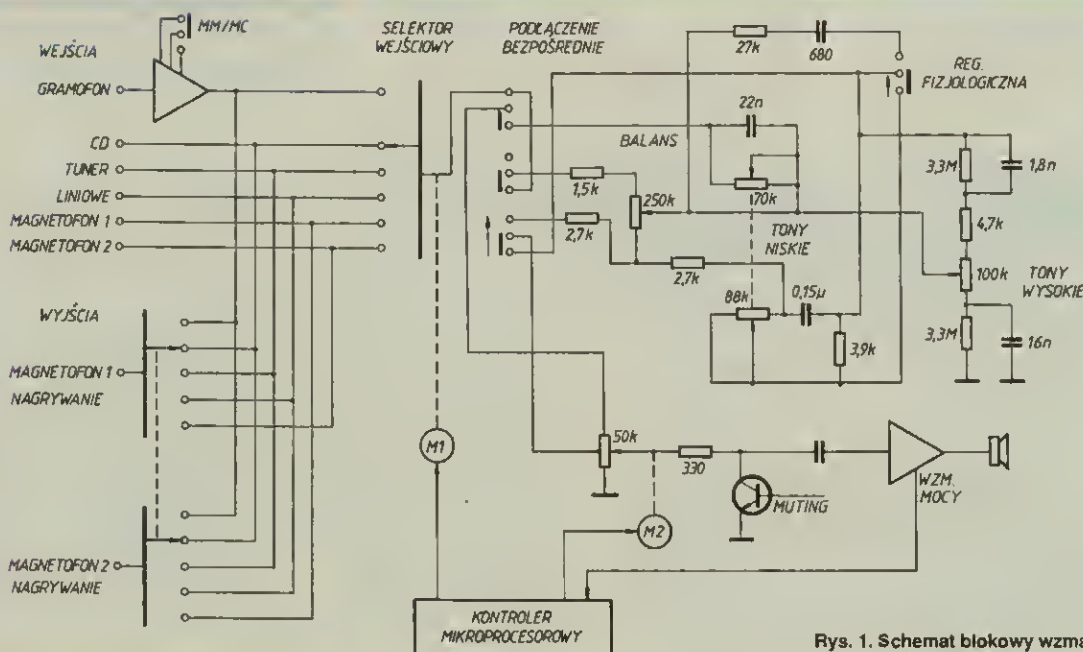 MM/MC
WEJŚCIA
GRAMOFON
CD
TUNER
LINIOWE
MAGNETOFON 1
MAGNETOFON 2
WYJŚCIA
MAGNETOFON 1
NAGRYWANIE
MAGNETOFON 2
NAGRYWANIE
SELEKTOR
WEJŚCIOWY
PODŁĄCZENIE
BEZPOŚREDNIE
27k
680
REG.
FIZJOLOGICZNA
22n
BALANS
1,5k
250k
70k
TONY
NISKIE
2,7k
2,7k
88k
0,15μ
3,9k
3,3M
1,8n
4,7k
100k
TONY
WYSOKIE
3,3M
16n
M1
50k
330
M2
MUTING
WZM.
MOCY
KONTROLER
MIKROPROCESOROWY
Rys. 1. Schemat blokowy wzma